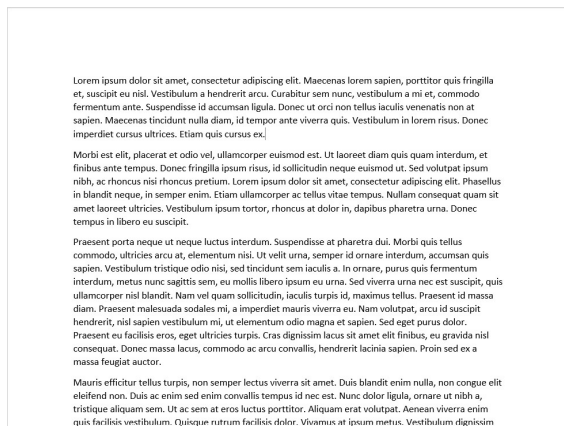 Lorem ipsum dolor sit amet, consectetur adipiscing elit. Maecenas lorem sapien, porttitor quis fringilla
et, suscipit eu nisl. Vestibulum a hendrerit arcu. Curabitur sem nunc, vestibulum a mi et, commodo
fermentum ante. Suspendisse id accumsan ligula. Donec ut orci non tellus iaculis venenatis non at
sapien. Maecenas tincidunt nulla diam, id tempor ante viverra quis. Vestibulum in lorem risus. Donec
imperdiet cursus ultrices. Etiam quis cursus ex.
Morbi est elit, placerat et odio vel, ullamcorper euismod est. Ut laoreet diam quis quam interdum, et
finibus ante tempus. Donec fringilla ipsum risus, id sollicitudin neque euismod ut. Sed volutpat ipsum
nibh, ac rhoncus nisi rhoncus pretium. Lorem ipsum dolor sit amet, consectetur adipiscing elit. Phasellus
in blandit neque, in semper enim. Etiam ullamcorper ac tellus vitae tempus. Nullam consequat quam sit
amet laoreet ultricies. Vestibulum ipsum tortor, rhoncus at dolor in, dapibus pharetra urna. Donec
tempus in libero eu suscipit.
Praesent porta neque ut neque luctus interdum. Suspendisse at pharetra dui. Morbi quis tellus
commodo, ultricies arcu at, elementum nisi. Ut velit urna, semper id ornare interdum, accumsan quis
sapien. Vestibulum tristique odio nisi, sed tincidunt sem iaculis a. In ornare, purus quis fermentum
interdum, metus nunc sagittis sem, eu mollis libero ipsum eu urna. Sed viverra urna nec est suscipit, quis
ullamcorper nisl blandit. Nam vel quam sollicitudin, iaculis turpis id, maximus tellus. Praesent id massa
diam. Praesent malesuada sodales mi, a imperdiet mauris viverra eu. Nam volutpat, arcu id suscipit
hendrerit, nisl sapien vestibulum mi, ut elementum odio magna et sapien. Sed eget purus dolor.
Praesent eu facilisis eros, eget ultricies turpis. Cras dignissim lacus sit amet elit finibus, eu gravida nisl
consequat. Donec massa lacus, commodo ac arcu convallis, hendrerit lacinia sapien. Proin sed ex a
massa feugiat auctor.
Mauris efficitur tellus turpis, non semper lectus viverra sit amet. Duis blandit enim nulla, non congue elit
eleifend non. Duis ac enim sed enim convallis tempus id nec est. Nunc dolor ligula, ornare ut nibh a,
tristique aliquam sem. Ut ac sem at eros luctus porttitor. Aliquam erat volutpat. Aenean viverra enim
quis facilisis vestibulum. Quisque rutrum facilisis dolor. Vivamus at ipsum metus. Vestibulum dignissim